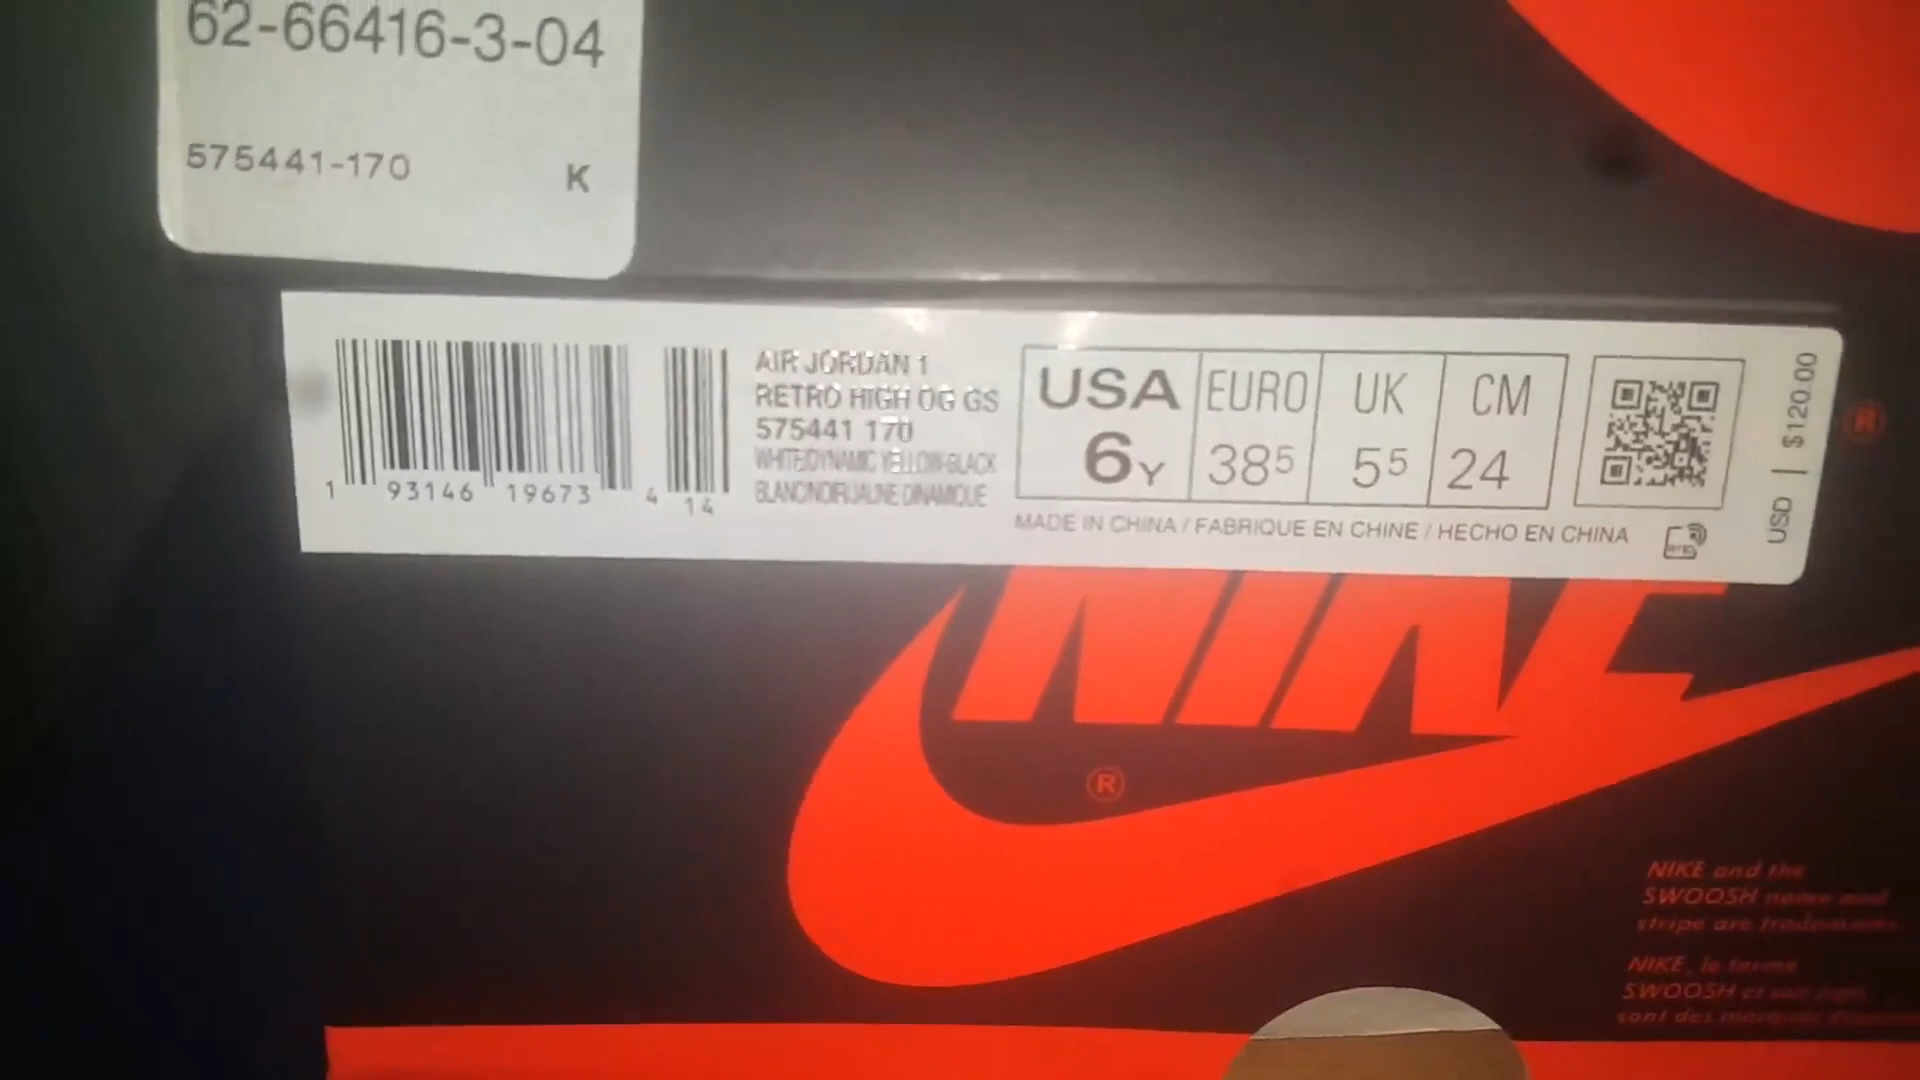 62-66416-3-04
575441-170 K
AIR JORDAN 1
RETRO HIGH OG GS
575441 170
WHITE/DYNAMIC YELLOW-BLACK
BLANC/NOIR/JAUNE DINAMIQUE
1 93146 19673 4 14
USA EURO UK CM
6Y 385 55 24
MADE IN CHINA / FABRIQUE EN CHINE / HECHO EN CHINA
RFID
USD | $120.00
®
NIKE
®
NIKE and the
SWOOSH name and
stripe are trademarks
NIKE, le terme
SWOOSH et son
sont des marques